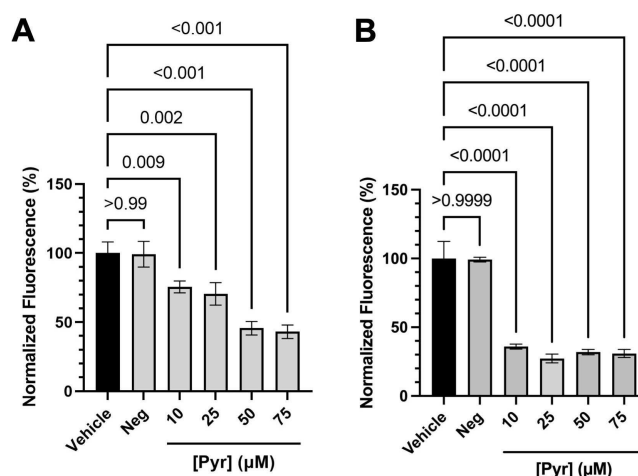 A
<0.001
<0.001
0.002
0.009
>0.99
Normalized Fluorescence (%)
150
100
50
0
Vehicle
Neg
10
25
50
75
[Pyr] (µM)
B
<0.0001
<0.0001
<0.0001
<0.0001
>0.9999
Normalized Fluorescence (%)
150
100
50
0
Vehicle
Neg
10
25
50
75
[Pyr] (µM)